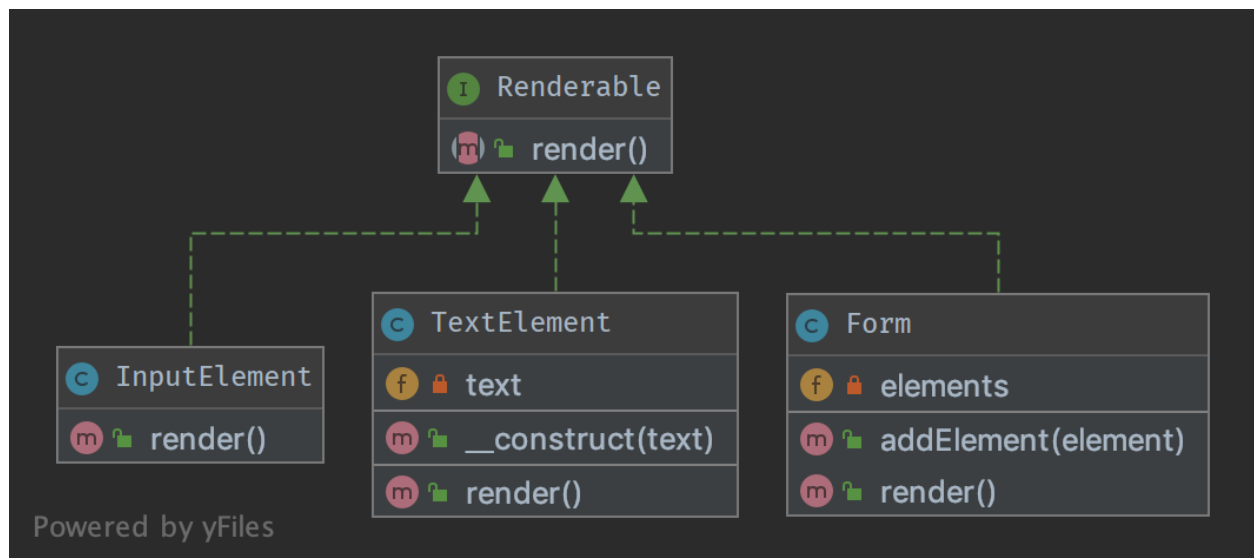 I Renderable
m render()
C InputElement
m render()
C TextElement
f text
m __construct(text)
m render()
C Form
f elements
m addElement(element)
m render()
Powered by yFiles